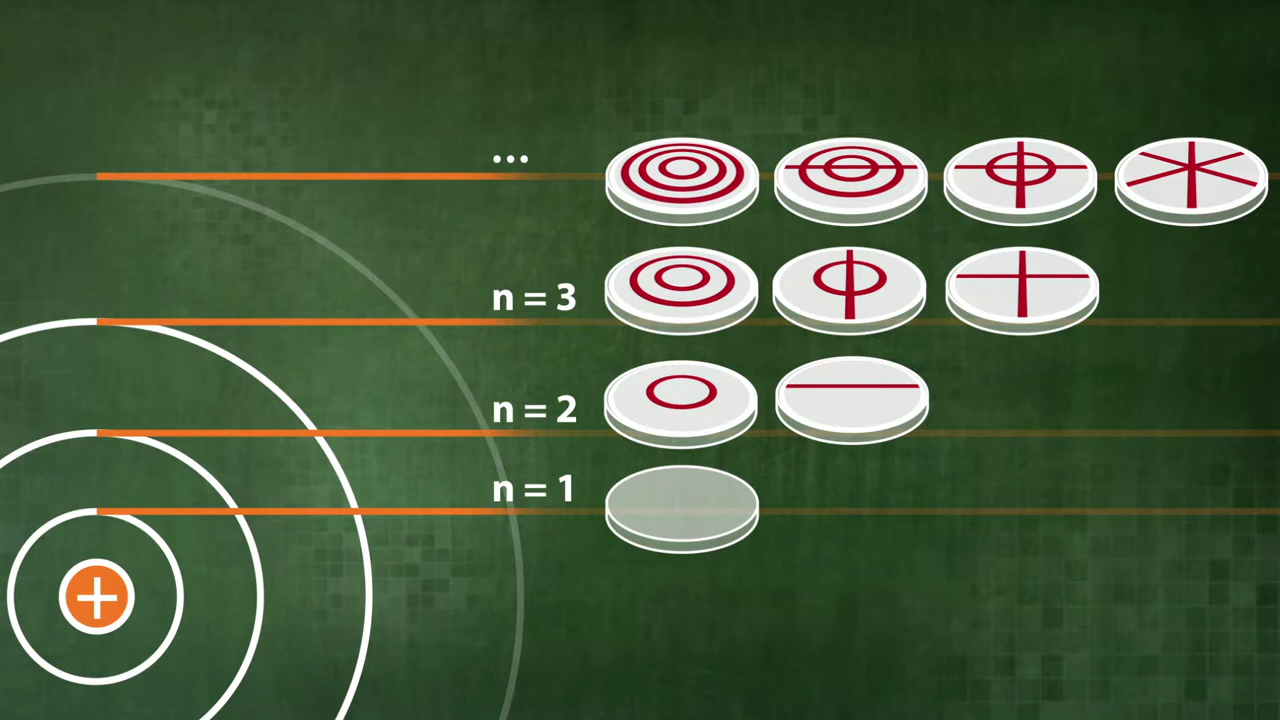 ...
n = 3
n = 2
n = 1
+